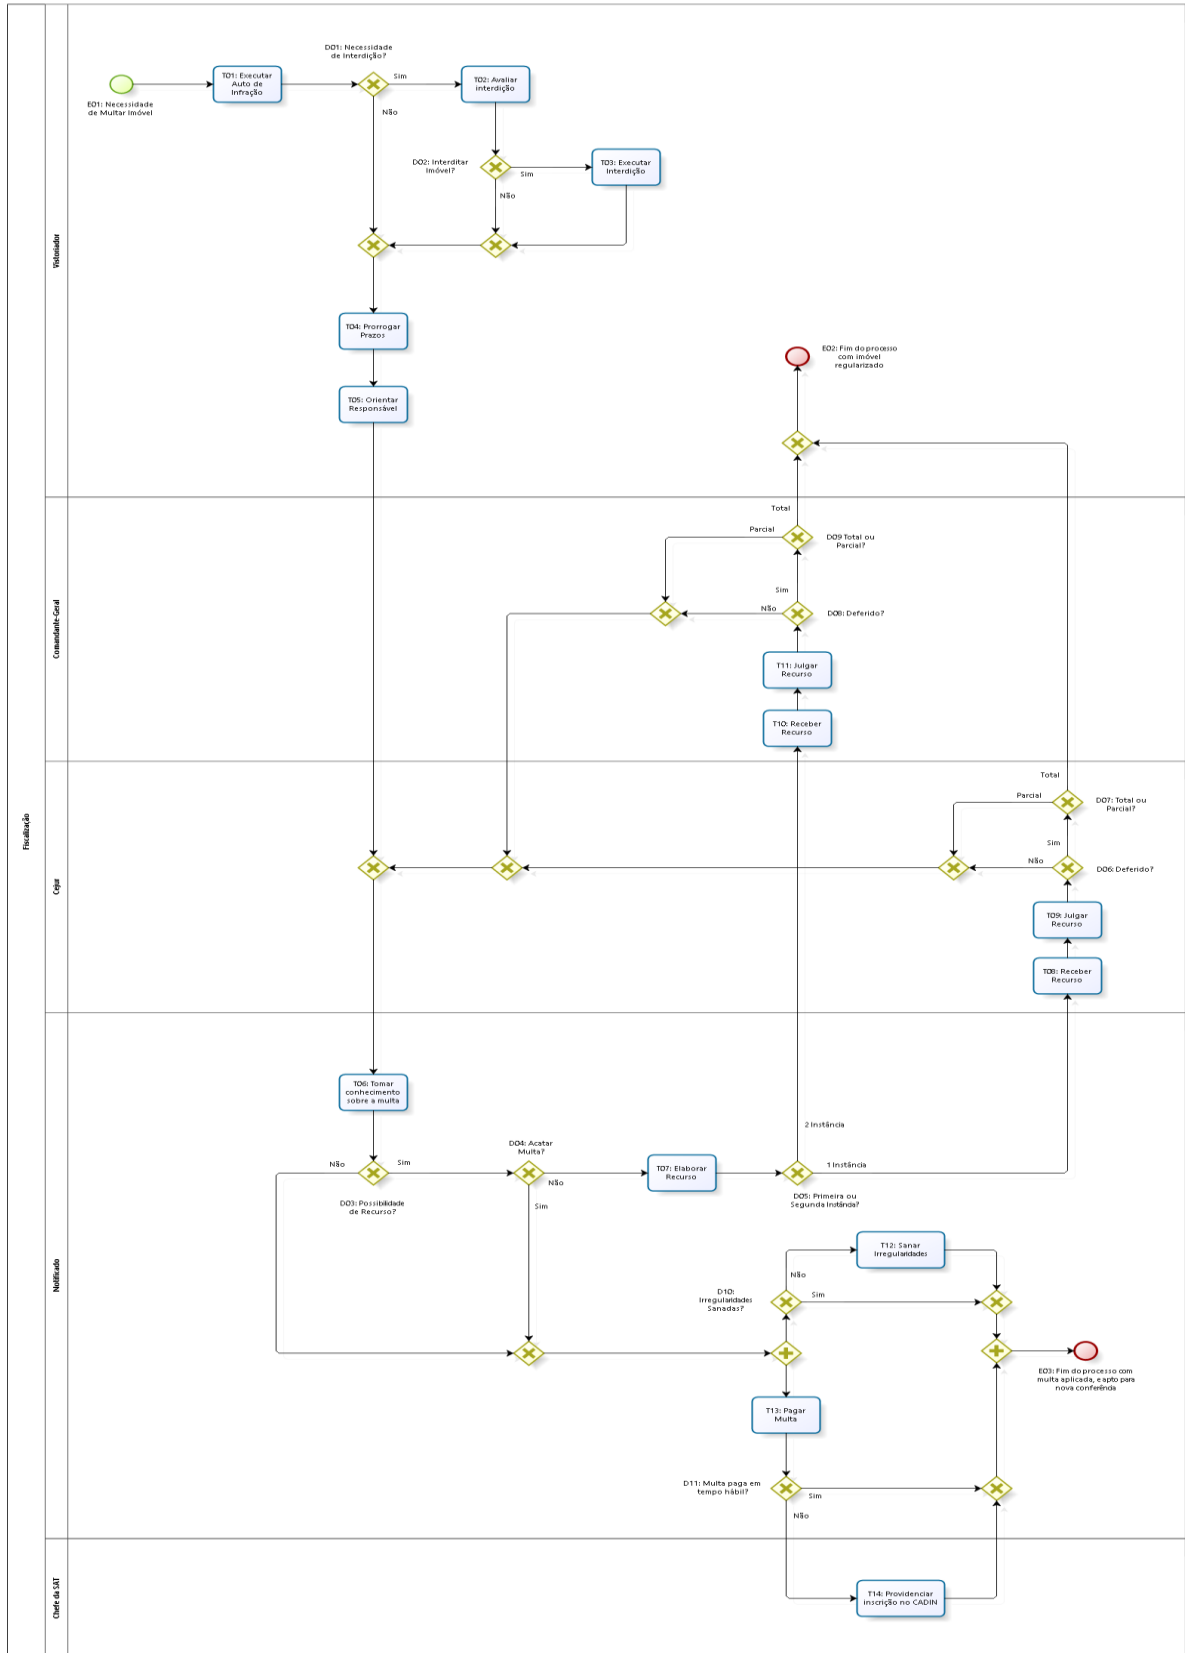 Fiscalização
Vistoriador
E01: Necessidade
de Multar Imóvel
T01: Executar
Auto de
Infração
D01: Necessidade
de Interdição?
Sim
Não
T02: Avaliar
interdição
D02: Interditar
Imóvel?
Sim
Não
T03: Executar
Interdição
T04: Prorrogar
Prazos
T05: Orientar
Responsável
E02: Fim do processo
com imóvel
regularizado
Comandante-Geral
Total
Parcial
D09 Total ou
Parcial?
Sim
Não
D08: Deferido?
T11: Julgar
Recurso
T10: Receber
Recurso
Cejur
Total
Parcial
D07: Total ou
Parcial?
Sim
Não
D06: Deferido?
T09: Julgar
Recurso
T08: Receber
Recurso
Notificado
T06: Tomar
conhecimento
sobre a multa
Não
Sim
D03: Possibilidade
de Recurso?
D04: Acatar
Multa?
Não
Sim
T07: Elaborar
Recurso
2 Instância
1 Instância
D05: Primeira ou
Segunda Instância?
T12: Sanar
Irregularidades
D10:
Irregularidades
Sanadas?
Não
Sim
E03: Fim do processo com
multa aplicada, e apto para
nova conferência
T13: Pagar
Multa
D11: Multa paga em
tempo hábil?
Sim
Não
Chefe da SAT
T14: Providenciar
inscrição no CADIN